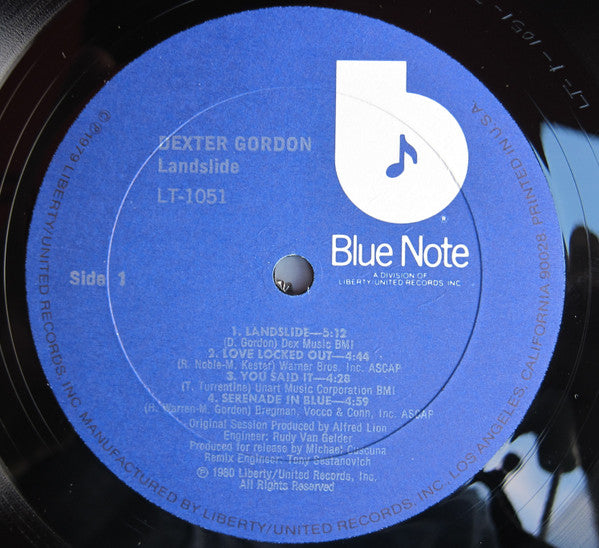 DEXTER GORDON
Landslide
LT-1051
Side 1
Blue Note
®
A DIVISION OF
LIBERTY/UNITED RECORDS, INC.
1. LANDSLIDE—5:12
(D. Gordon) Dex Music BMI
2. LOVE LOCKED OUT—4:44
(R. Noble-M. Kester) Warner Bros. Inc. ASCAP
3. YOU SAID IT—4:28
(T. Turrentine) Unart Music Corporation BMI
4. SERENADE IN BLUE—4:59
(H. Warren-M. Gordon) Bregman, Vocco & Conn, Inc. ASCAP
Original Session Produced by Alfred Lion
Engineer: Rudy Van Gelder
Produced for release by Michael Cuscuna
Remix Engineer: Tony Sestanovich
℗ 1980 Liberty/United Records, Inc.
All Rights Reserved
©℗1979 LIBERTY/UNITED RECORDS, INC. MANUFACTURED BY LIBERTY/UNITED RECORDS, INC. LOS ANGELES, CALIFORNIA 90028 PRINTED IN U.S.A.
LT-1-1051-